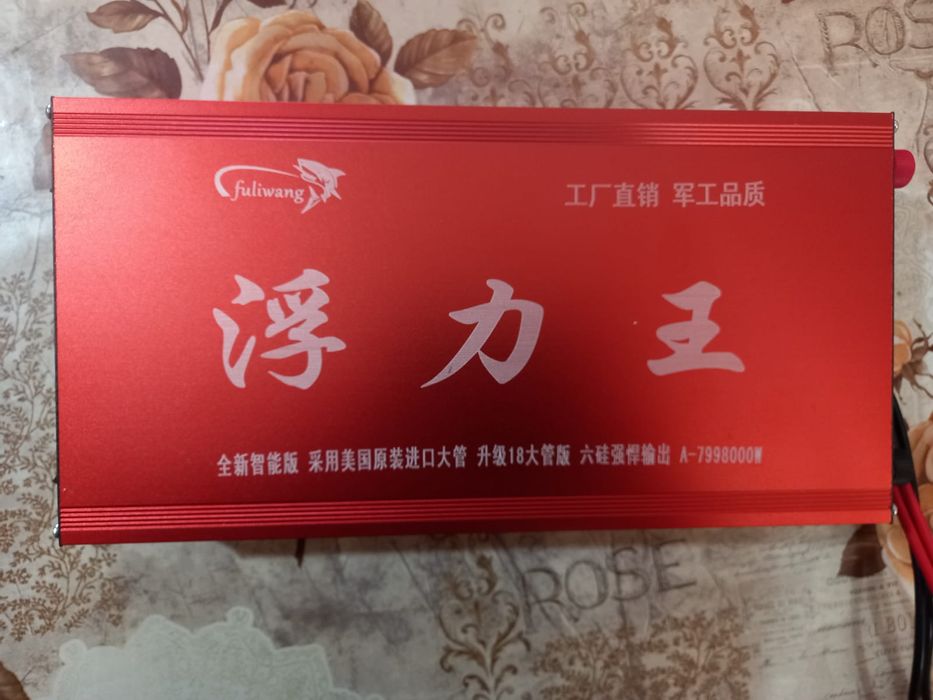 ROSE
fuliwang
工厂直销 军工品质
浮力王
全新智能版 采用美国原装进口大管 升级18大管版 六硅强悍输出 A-7998000W
ROSE